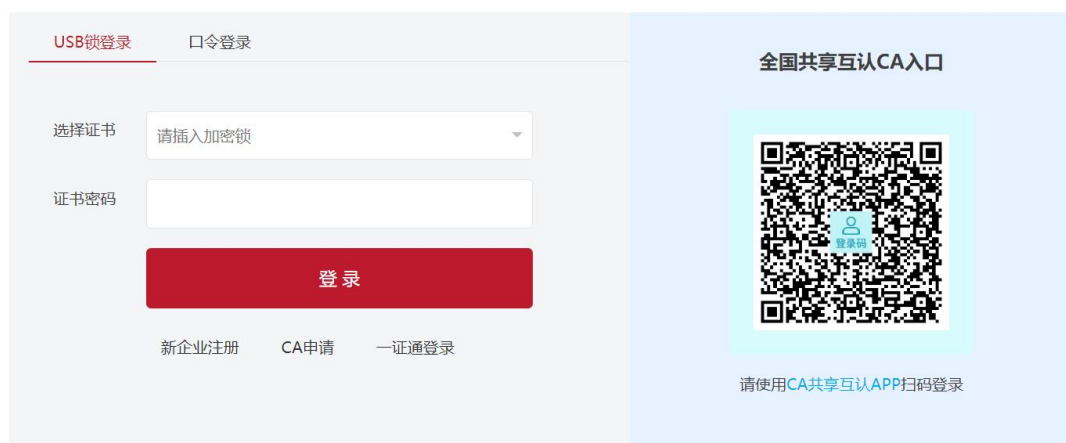 USB锁登录 口令登录
选择证书 请插入加密锁
证书密码
登录
新企业注册 CA申请 一证通登录
全国共享互认CA入口
登录码
请使用CA共享互认APP扫码登录